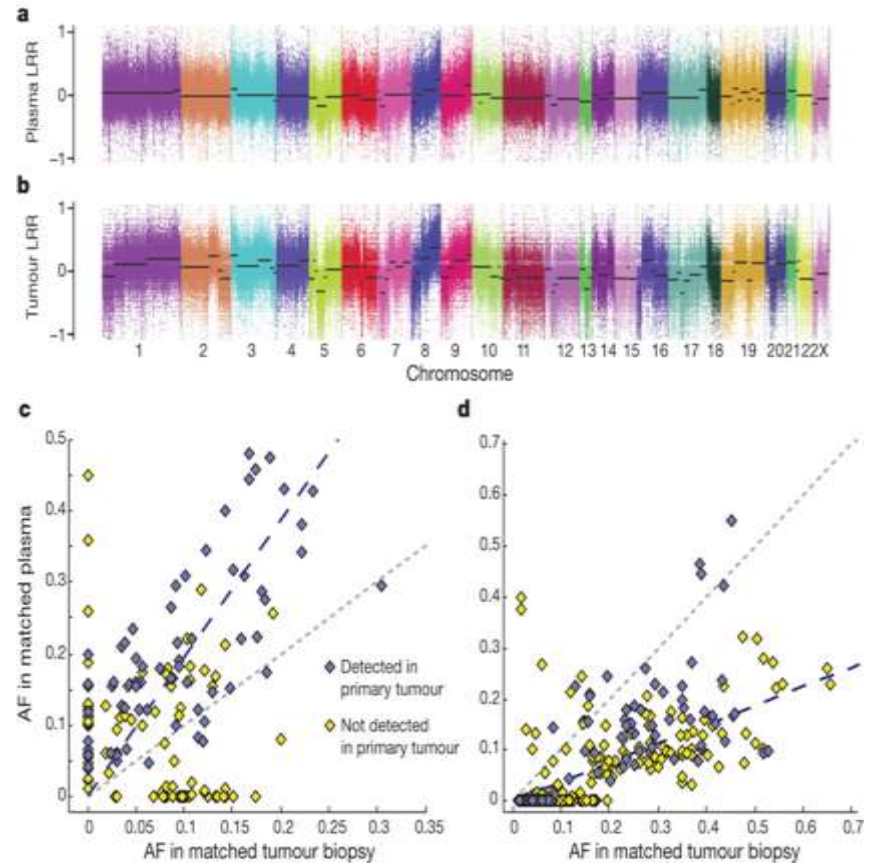 a
1
0
−1
Plasma LRR
b
1
0
−1
Tumour LRR
1 2 3 4 5 6 7 8 9 10 11 12 13 14 15 16 17 18 19 20 21 22 X
Chromosome
c
0.5
0.4
0.3
0.2
0.1
0
AF in matched plasma
Detected in
primary tumour
Not detected
in primary tumour
0 0.05 0.1 0.15 0.2 0.25 0.3 0.35
AF in matched tumour biopsy
d
0.7
0.6
0.5
0.4
0.3
0.2
0.1
0
0 0.1 0.2 0.3 0.4 0.5 0.6 0.7
AF in matched tumour biopsy